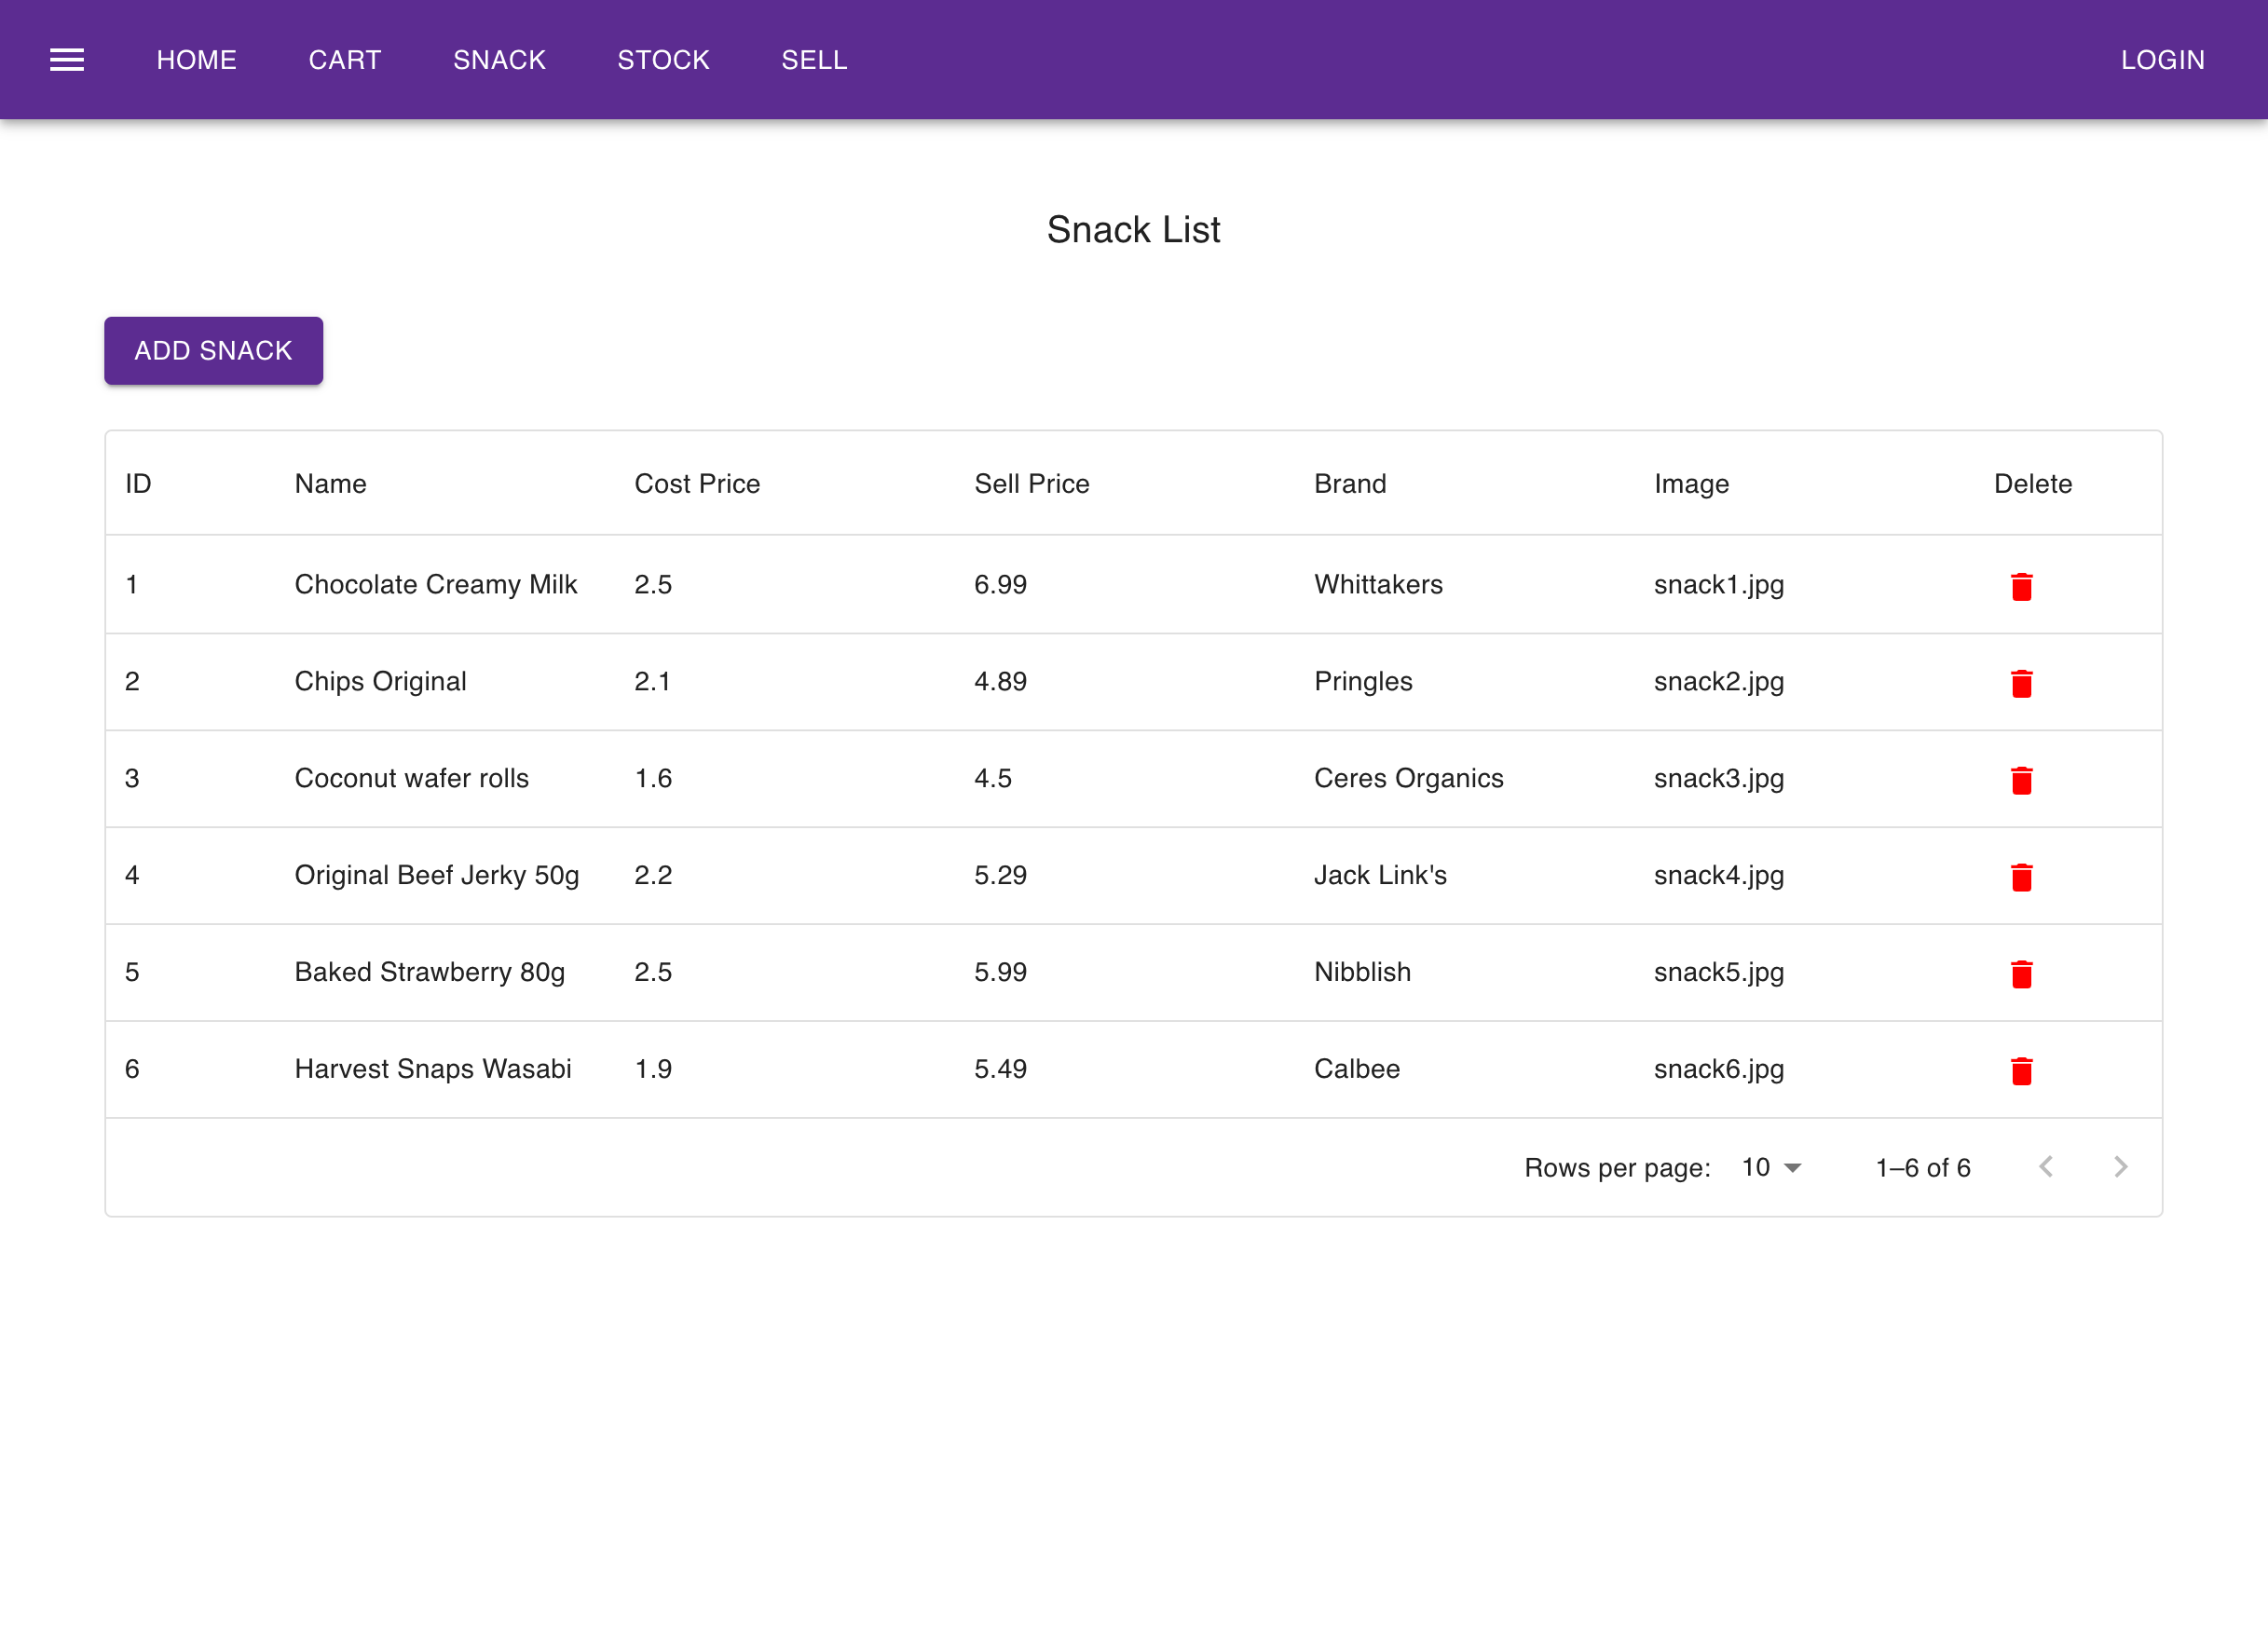 HOME CART SNACK STOCK SELL LOGIN
Snack List
ADD SNACK
ID Name Cost Price Sell Price Brand Image Delete
1 Chocolate Creamy Milk 2.5 6.99 Whittakers snack1.jpg
2 Chips Original 2.1 4.89 Pringles snack2.jpg
3 Coconut wafer rolls 1.6 4.5 Ceres Organics snack3.jpg
4 Original Beef Jerky 50g 2.2 5.29 Jack Link's snack4.jpg
5 Baked Strawberry 80g 2.5 5.99 Nibblish snack5.jpg
6 Harvest Snaps Wasabi 1.9 5.49 Calbee snack6.jpg
Rows per page: 10 1–6 of 6